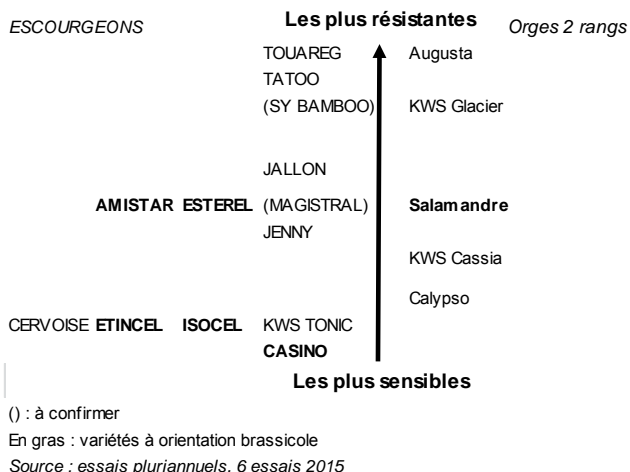 Les plus résistantes
ESCOURGEONS Orges 2 rangs
TOUAREG Augusta
TATOO
(SY BAMBOO) KWS Glacier
JALLON
AMISTAR ESTEREL (MAGISTRAL) Salamandre
JENNY
KWS Cassia
Calypso
CERVOISE ETINCEL ISOCEL KWS TONIC
CASINO
Les plus sensibles
() : à confirmer
En gras : variétés à orientation brassicole
Source : essais pluriannuels, 6 essais 2015